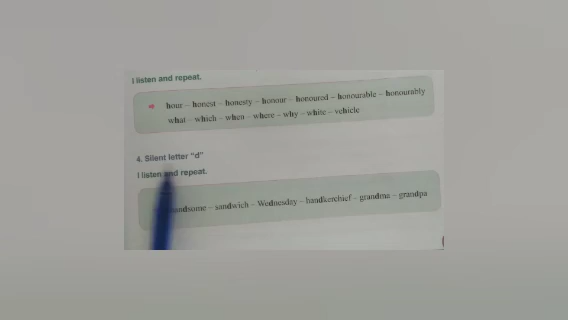 I listen and repeat.
hour – honest – honesty – honour – honoured – honourable – honourably
what – which – when – where – why – white – vehicle
4. Silent letter "d"
I listen and repeat.
handsome – sandwich – Wednesday – handkerchief – grandma – grandpa